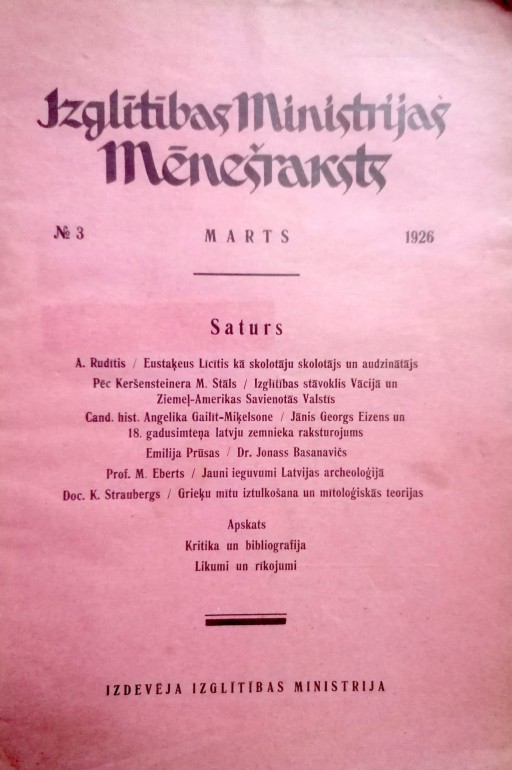 Izglītības Ministrijas
Mēnešraksts
№ 3 MARTS 1926
Saturs
A. Rudītis / Eustaķeus Līcītis kā skolotāju skolotājs un audzinātājs
Pēc Keršensteinera M. Stāls / Izglītības stāvoklis Vācijā un
Ziemeļ-Amerikas Savienotās Valstīs
Cand. hist. Angelika Gailīt-Miķelsone / Jānis Georgs Eizens un
18. gadusimteņa latvju zemnieka raksturojums
Emilija Prūsas / Dr. Jonass Basanavičs
Prof. M. Eberts / Jauni ieguvumi Latvijas archeoloģijā
Doc. K. Straubergs / Grieķu mītu iztulkošana un mitoloģiskās teorijas
Apskats
Kritika un bibliografija
Likumi un rīkojumi
IZDEVĒJA IZGLĪTĪBAS MINISTRIJA